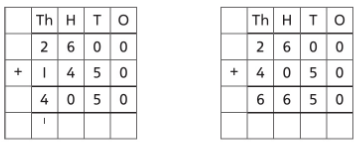 Th H T O
2 6 0 0
+ 1 4 5 0
4 0 5 0
1
Th H T O
2 6 0 0
+ 4 0 5 0
6 6 5 0